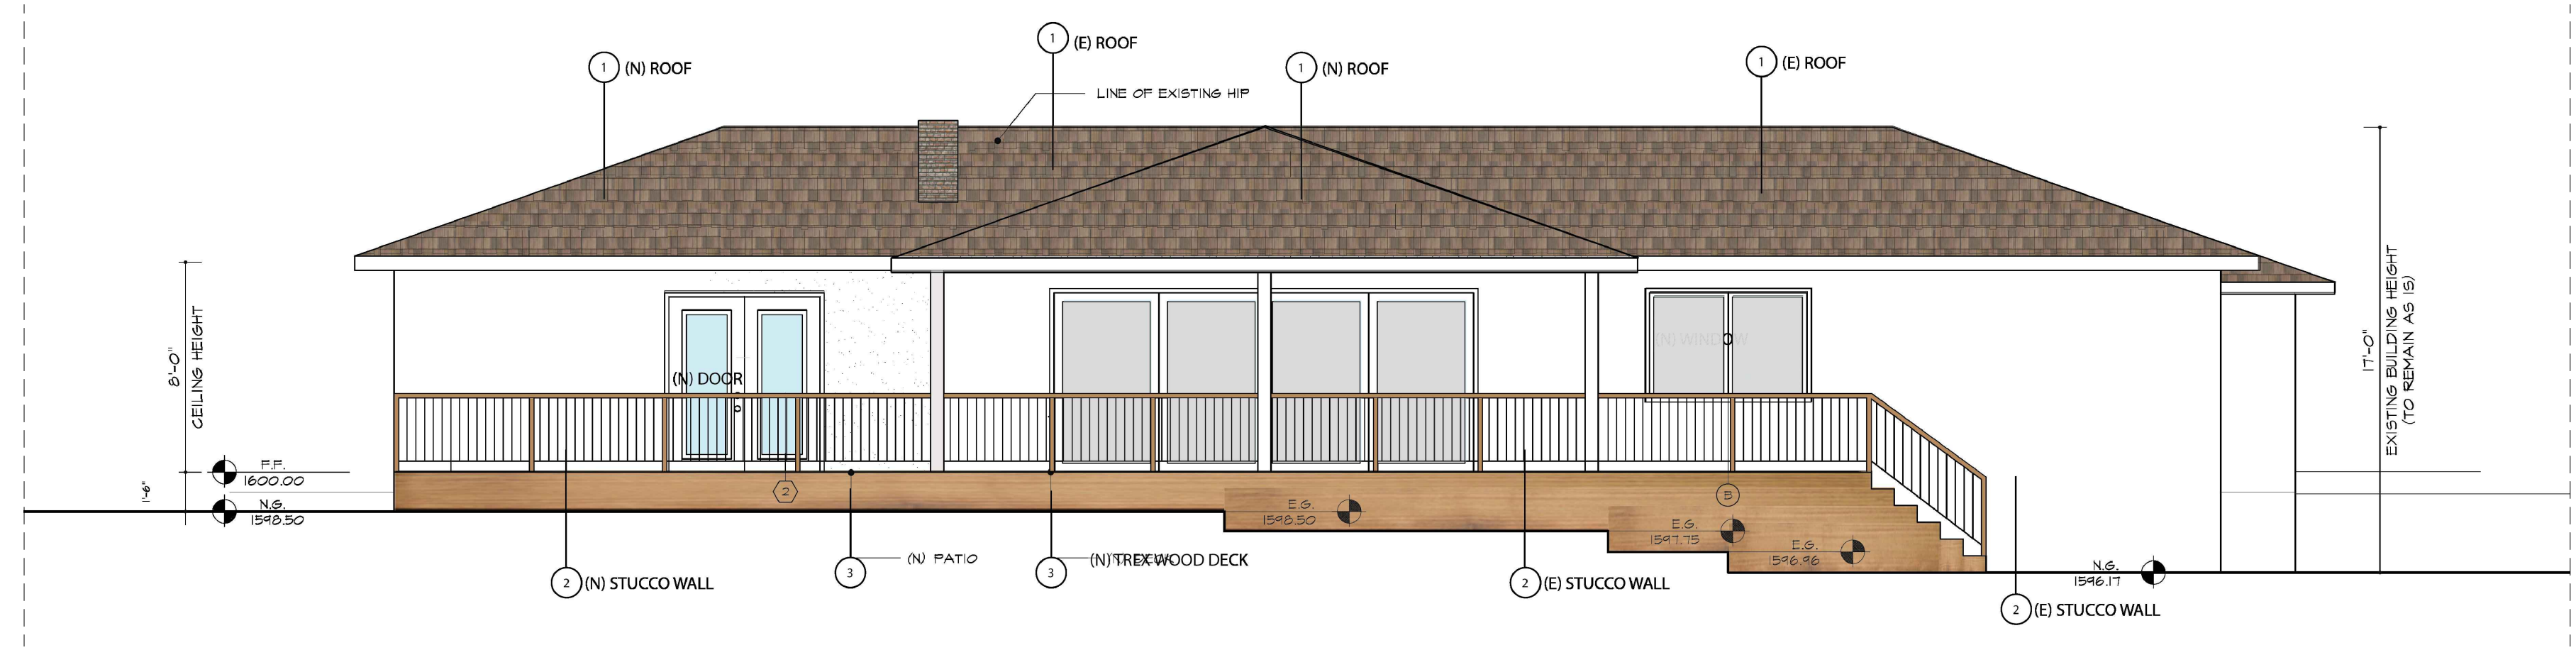 1 (E) ROOF
1 (N) ROOF
1 (N) ROOF
1 (E) ROOF
LINE OF EXISTING HIP
8'-0"
CEILING HEIGHT
17'-0"
EXISTING BUILDING HEIGHT
(TO REMAIN AS IS)
(N) WINDOW
(N) DOOR
F.F.
1600.00
1'-6"
N.G.
1598.50
2
B
E.G.
1598.50
E.G.
1597.75
E.G.
1596.96
N.G.
1596.17
3 (N) PATIO
3 (N) TREX WOOD DECK
2 (N) STUCCO WALL
2 (E) STUCCO WALL
2 (E) STUCCO WALL